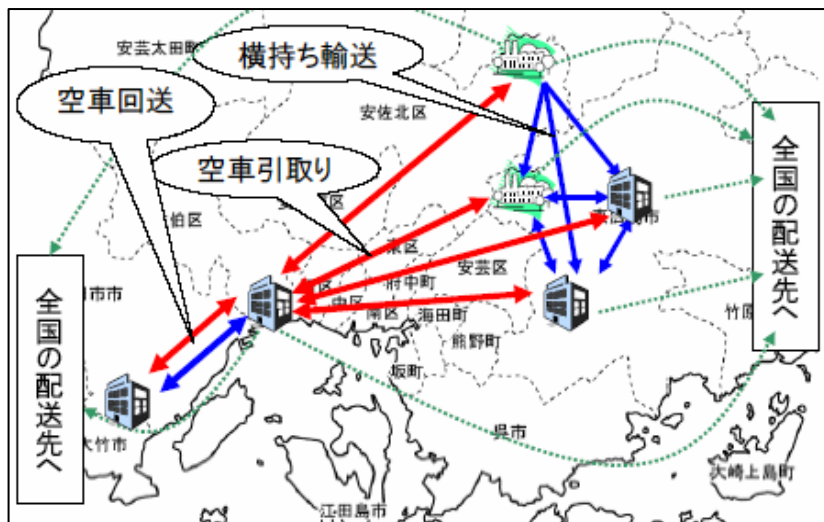 安芸太田町
横持ち輸送
空車回送
安佐北区
空車引取り
区
伯区
全国の配送先へ
安芸区
府中町
中区
南区
海田町
熊野町
竹原
坂町
全国の配送先へ
大竹市
呉市
大崎上島町
江田島市